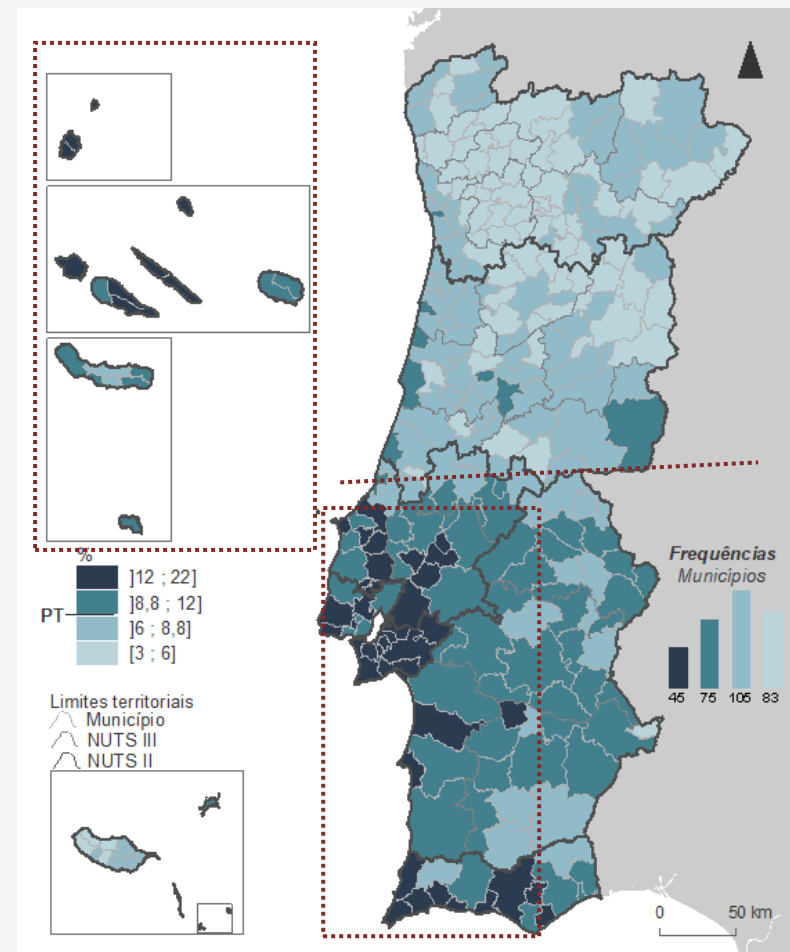 %
]12 ; 22]
]8,8 ; 12]
PT
]6 ; 8,8]
[3 ; 6]
Limites territoriais
Município
NUTS III
NUTS II
Frequências
Municípios
45 75 105 83
0 50 km